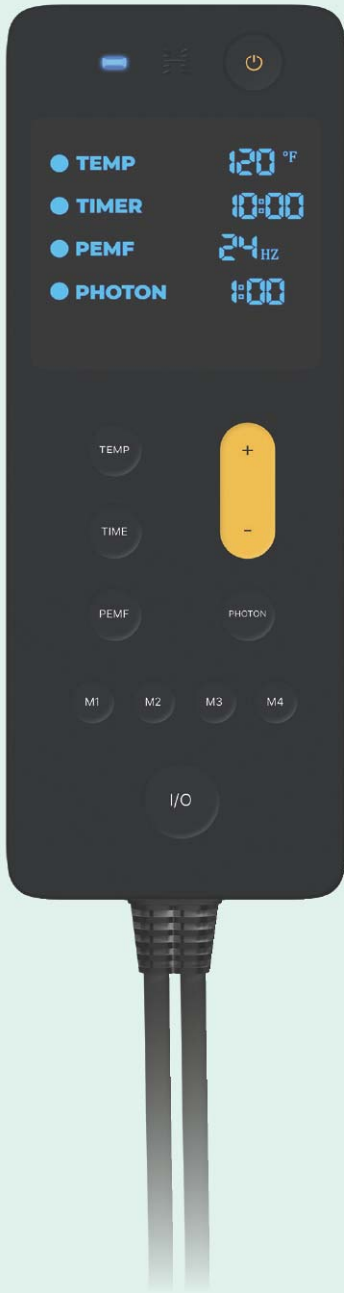 TEMP 120 °F
TIMER 10:00
PEMF 24 HZ
PHOTON 1:00
TEMP +
TIME -
PEMF PHOTON
M1 M2 M3 M4
I/O